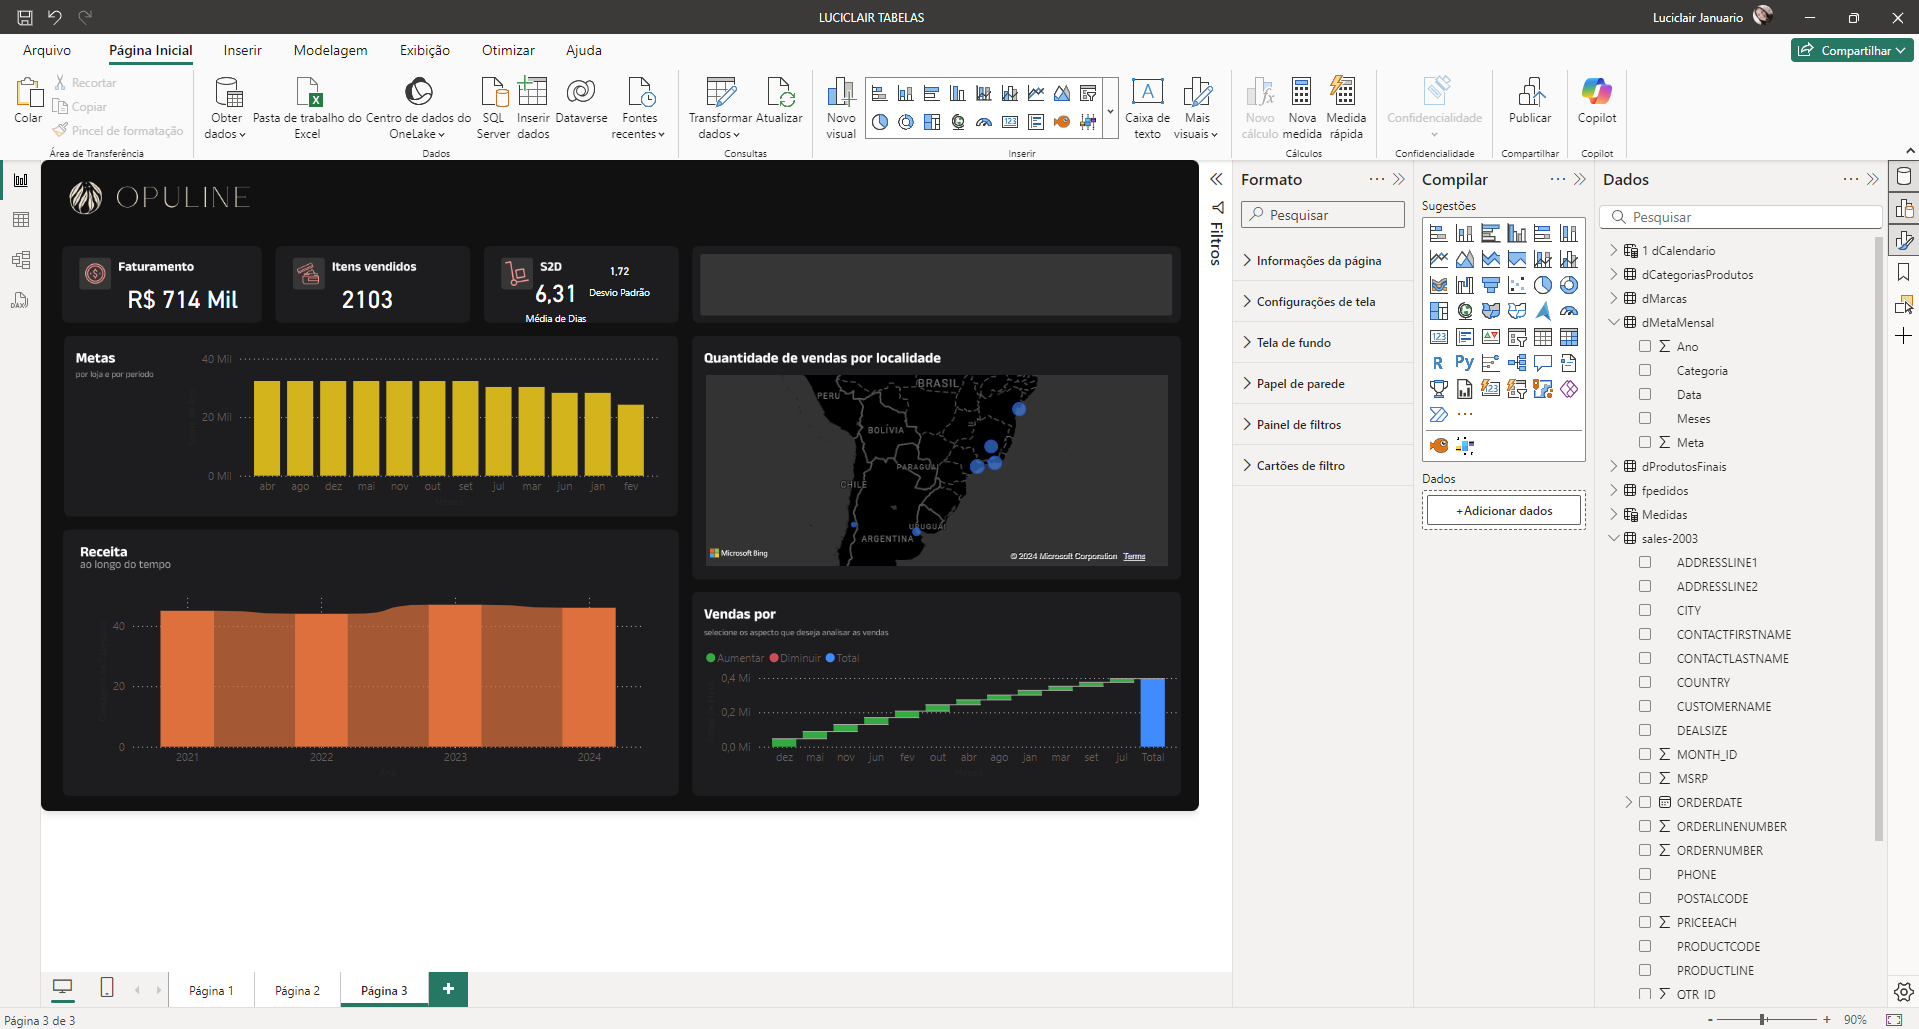 LUCICLAIR TABELAS
Luciclair Januario
Arquivo
Página Inicial
Inserir
Modelagem
Exibição
Otimizar
Ajuda
Compartilhar
Colar
Recortar
Copiar
Pincel de formatação
Área de Transferência
Obter dados
Pasta de trabalho do Excel
Centro de dados do OneLake
SQL Server
Inserir dados
Dataverse
Fontes recentes
Dados
Transformar dados
Atualizar
Consultas
Novo visual
Caixa de texto
Mais visuais
Inserir
Novo cálculo
Nova medida
Medida rápida
Cálculos
Confidencialidade
Confidencialidade
Publicar
Compartilhar
Copilot
Copilot
OPULINE
Faturamento
R$ 714 Mil
Itens vendidos
2103
S2D
6,31
Média de Dias
1,72
Desvio Padrão
Metas
por loja e por período
40 Mil
20 Mil
0 Mil
abr ago dez mai nov out set jul mar jun jan fev
Quantidade de vendas por localidade
BRASIL
PERU
BOLÍVIA
PARAGUAI
CHILE
URUGUAI
ARGENTINA
Microsoft Bing
© 2024 Microsoft Corporation Terms
Receita
ao longo do tempo
40
20
0
2021 2022 2023 2024
Vendas por
selecione os aspecto que deseja analisar as vendas
Aumentar Diminuir Total
0,4 Mi
0,2 Mi
0,0 Mi
dez mai nov jun fev out abr ago jan mar set jul Total
Filtros
Formato
Pesquisar
Informações da página
Configurações de tela
Tela de fundo
Papel de parede
Painel de filtros
Cartões de filtro
Compilar
Sugestões
R
Py
Dados
+Adicionar dados
Dados
Pesquisar
1 dCalendario
dCategoriasProdutos
dMarcas
dMetaMensal
Ano
Categoria
Data
Meses
Meta
dProdutosFinais
fpedidos
Medidas
sales-2003
ADDRESSLINE1
ADDRESSLINE2
CITY
CONTACTFIRSTNAME
CONTACTLASTNAME
COUNTRY
CUSTOMERNAME
DEALSIZE
MONTH_ID
MSRP
ORDERDATE
ORDERLINENUMBER
ORDERNUMBER
PHONE
POSTALCODE
PRICEEACH
PRODUCTCODE
PRODUCTLINE
QTR_ID
Página 1
Página 2
Página 3
Página 3 de 3
90%